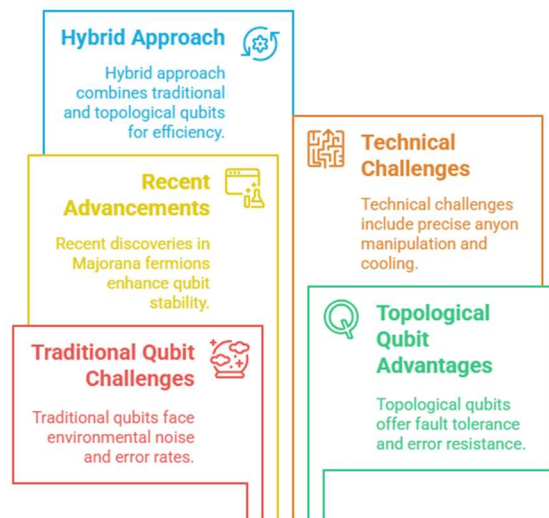 Hybrid Approach
Hybrid approach
combines traditional
and topological qubits
for efficiency.
Technical
Challenges
Technical challenges
include precise anyon
manipulation and
cooling.
Recent
Advancements
Recent discoveries in
Majorana fermions
enhance qubit
stability.
Topological
Qubit
Advantages
Topological qubits
offer fault tolerance
and error resistance.
Traditional Qubit
Challenges
Traditional qubits face
environmental noise
and error rates.